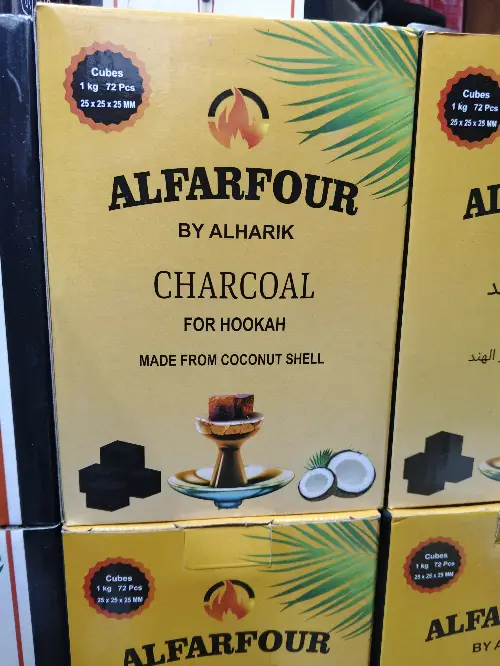 Cubes
1 kg 72 Pcs
25 x 25 x 25 MM
ALFARFOUR
BY ALHARIK
CHARCOAL
FOR HOOKAH
MADE FROM COCONUT SHELL
Cubes
1 kg 72 Pcs
25 x 25 x 25 MM
الهند
Cubes
1 kg 72 Pcs
25 x 25 x 25 MM
ALFARFOUR
Cubes
1 kg 72 Pcs
25 x 25 x 25 MM
BY